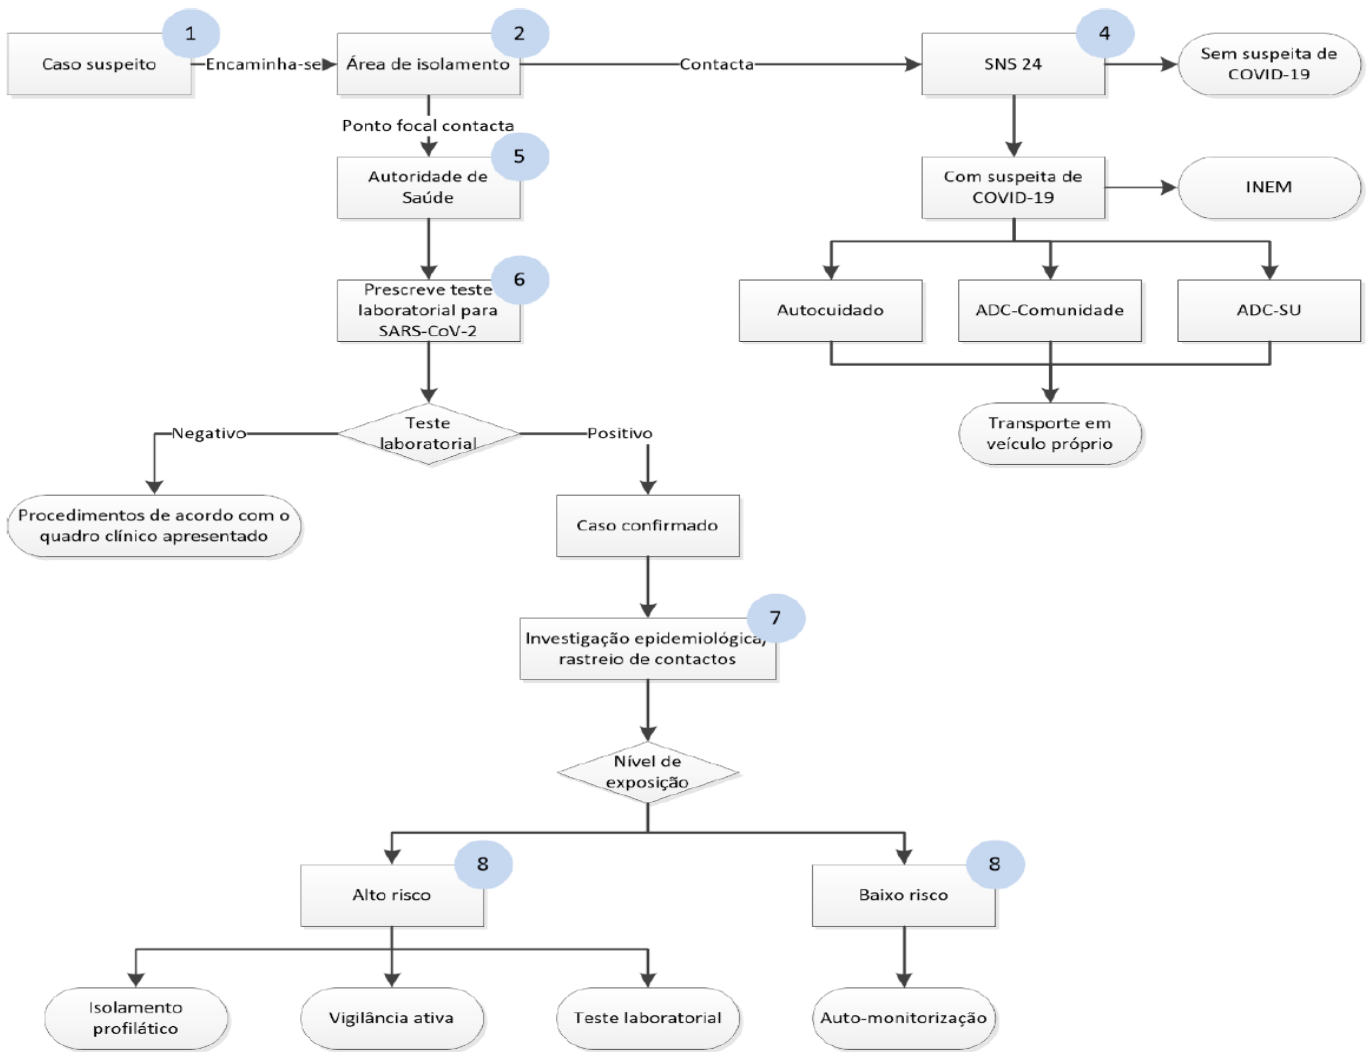 1
2
4
Caso suspeito
Encaminha-se
Área de isolamento
Contacta
SNS 24
Sem suspeita de
COVID-19
Ponto focal contacta
5
Autoridade de
Saúde
Com suspeita de
COVID-19
INEM
6
Prescreve teste
laboratorial para
SARS-CoV-2
Autocuidado
ADC-Comunidade
ADC-SU
Negativo
Teste
laboratorial
Positivo
Transporte em
veículo próprio
Procedimentos de acordo com o
quadro clínico apresentado
Caso confirmado
7
Investigação epidemiológica/
rastreio de contactos
Nível de
exposição
8
8
Alto risco
Baixo risco
Isolamento
profilático
Vigilância ativa
Teste laboratorial
Auto-monitorização